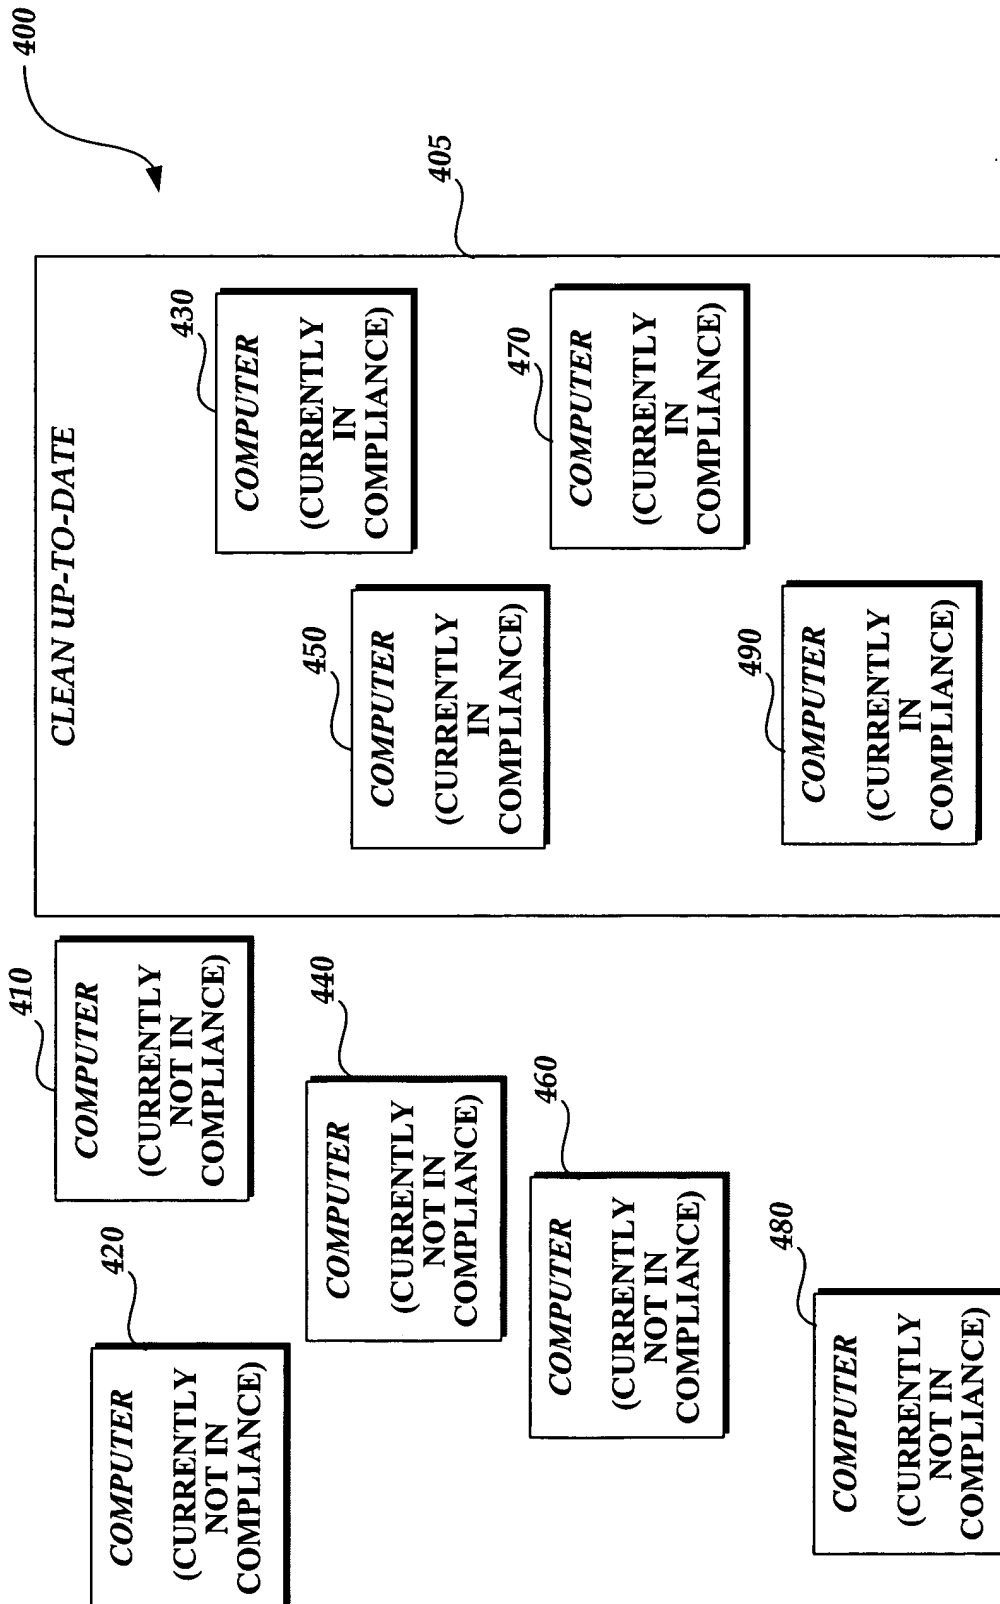 400
405
CLEAN UP-TO-DATE
430
COMPUTER
(CURRENTLY
IN
COMPLIANCE)
450
COMPUTER
(CURRENTLY
IN
COMPLIANCE)
470
COMPUTER
(CURRENTLY
IN
COMPLIANCE)
490
COMPUTER
(CURRENTLY
IN
COMPLIANCE)
410
COMPUTER
(CURRENTLY
NOT IN
COMPLIANCE)
420
COMPUTER
(CURRENTLY
NOT IN
COMPLIANCE)
440
COMPUTER
(CURRENTLY
NOT IN
COMPLIANCE)
460
COMPUTER
(CURRENTLY
NOT IN
COMPLIANCE)
480
COMPUTER
(CURRENTLY
NOT IN
COMPLIANCE)